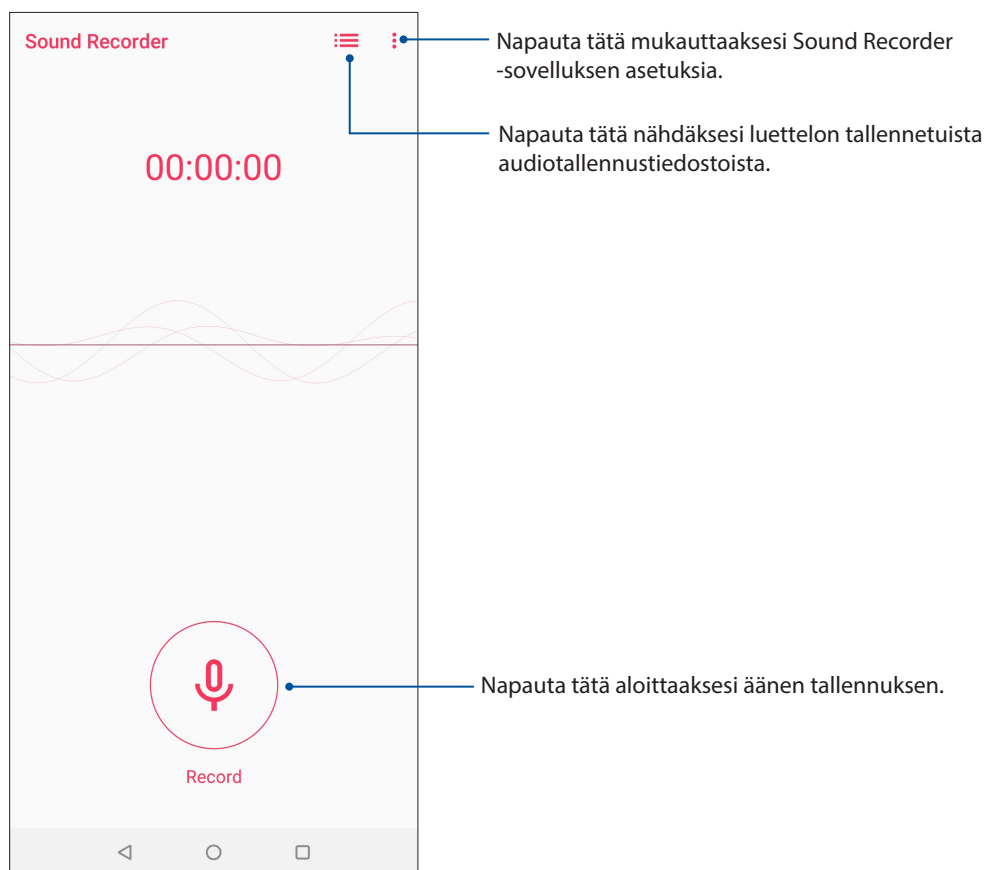 Sound Recorder
Napauta tätä mukauttaaksesi Sound Recorder
-sovelluksen asetuksia.
Napauta tätä nähdäksesi luettelon tallennetuista
audiotallennustiedostoista.
00:00:00
Napauta tätä aloittaaksesi äänen tallennuksen.
Record